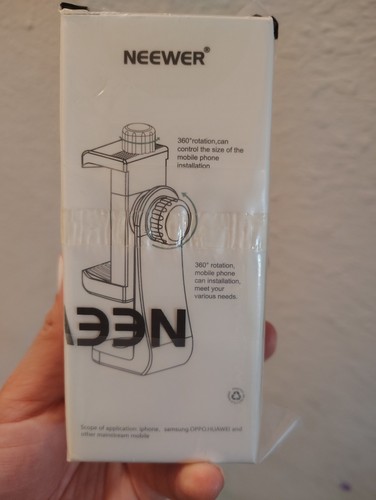 NEEWER®
360°rotation,can
control the size of the
mobile phone
installation
360° rotation,
mobile phone
can installation,
meet your
various needs.
NEEW
Scope of application: iphone, samsung OPPO.HUAWEI and
other mainstream mobile